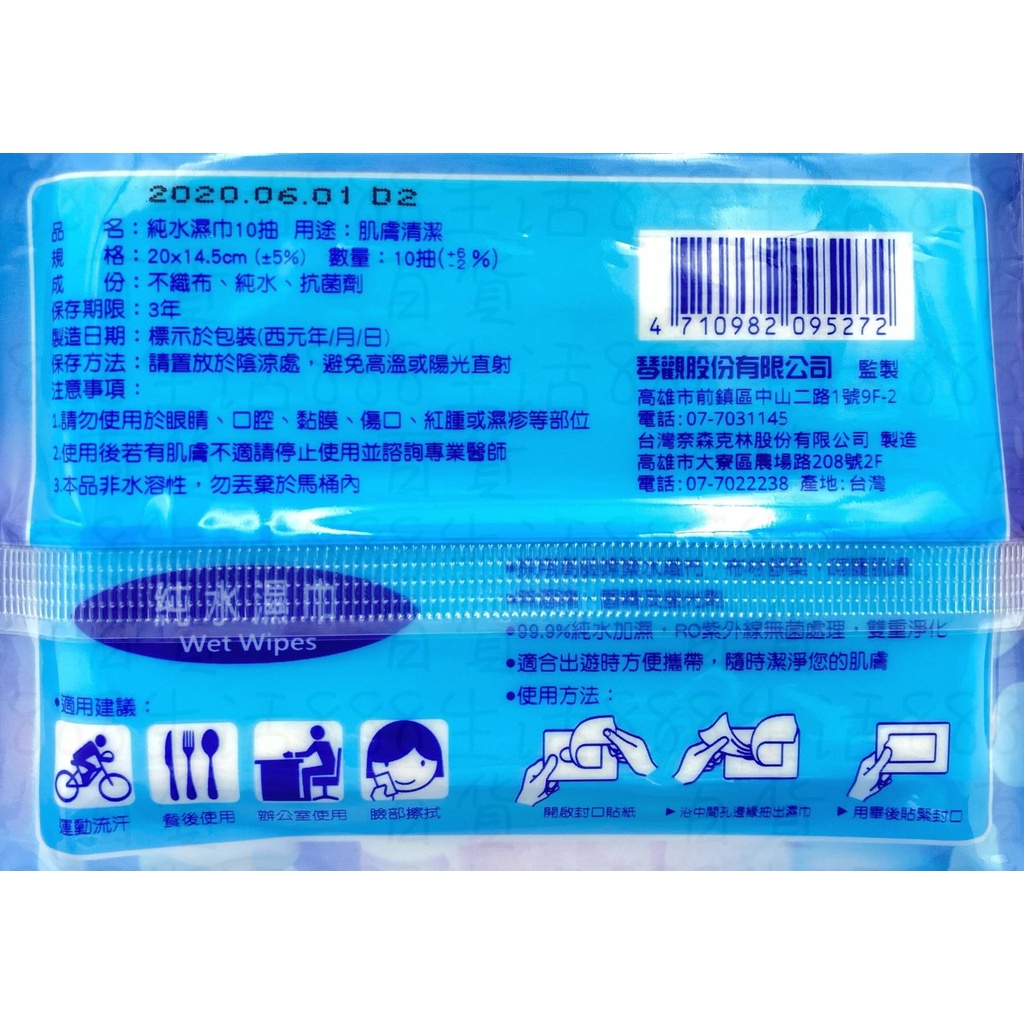 2020.06.01 D2
品 名：純水濕巾10抽 用途：肌膚清潔
規 格：20x14.5cm (±5%) 數量：10抽
成 份：不織布、純水、抗菌劑
保存期限：3年
製造日期：標示於包裝(西元年/月/日)
保存方法：請置放於陰涼處，避免高溫或陽光直射
注意事項：
1.請勿使用於眼睛、口腔、黏膜、傷口、紅腫或濕疹等部位
2.使用後若有肌膚不適請停止使用並諮詢專業醫師
3.本品非水溶性，勿丟棄於馬桶內
4 710982 095272
琴觀股份有限公司 監製
高雄市前鎮區中山二路1號9F-2
電話:07-7031145
台灣奈森克林股份有限公司 製造
高雄市大寮區農場路208號2F
電話:07-7022238 產地:台灣
純水濕巾
Wet Wipes
•99.9%純水加濕，RO紫外線無菌處理，雙重淨化
•適合出遊時方便攜帶，隨時潔淨您的肌膚
•使用方法：
開啟封口貼紙 ▶沿中間孔邊緣抽出濕巾 ▶用畢後貼緊封口
•適用建議：
運動流汗 餐後使用 辦公室使用 臉部擦拭